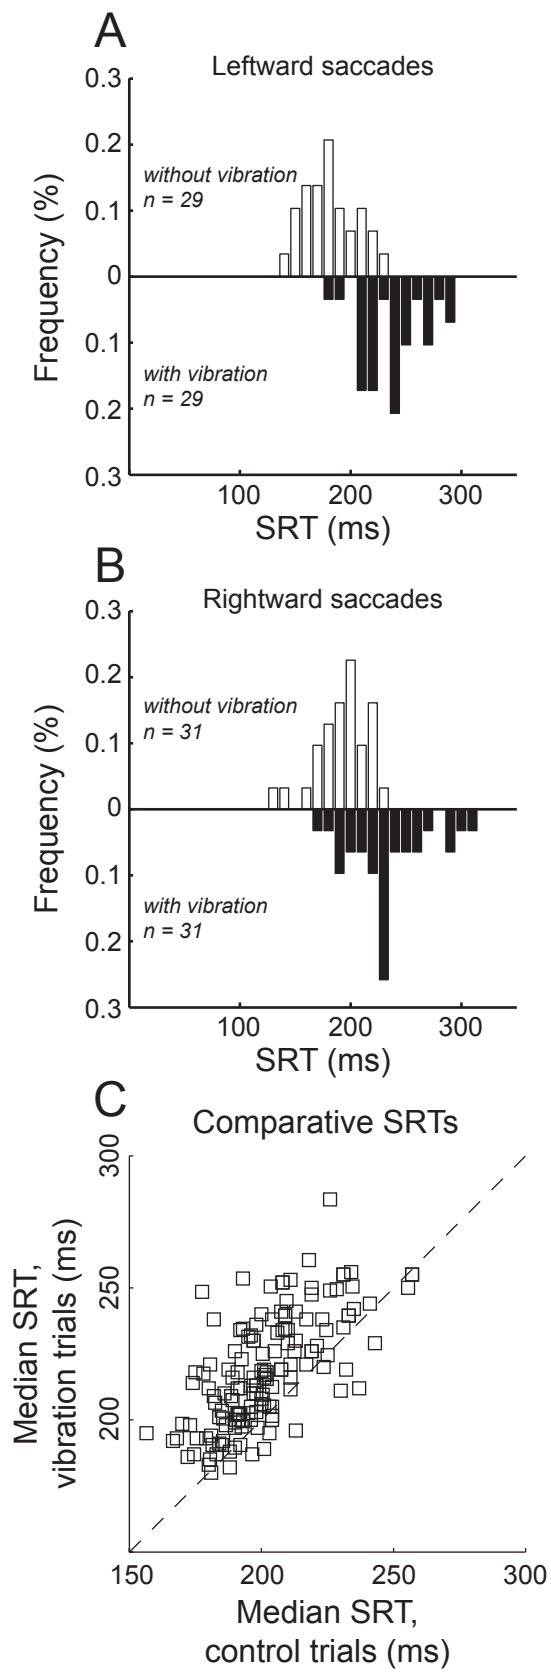 A
Leftward saccades
0.3
0.2
without vibration
n = 29
0.1
0
Frequency (%)
0.1
with vibration
n = 29
0.2
0.3
100 200 300
SRT (ms)
B
Rightward saccades
0.3
0.2
without vibration
n = 31
0.1
0
Frequency (%)
0.1
with vibration
n = 31
0.2
0.3
100 200 300
SRT (ms)
C
Comparative SRTs
300
250
200
Median SRT,
vibration trials (ms)
150 200 250 300
Median SRT,
control trials (ms)